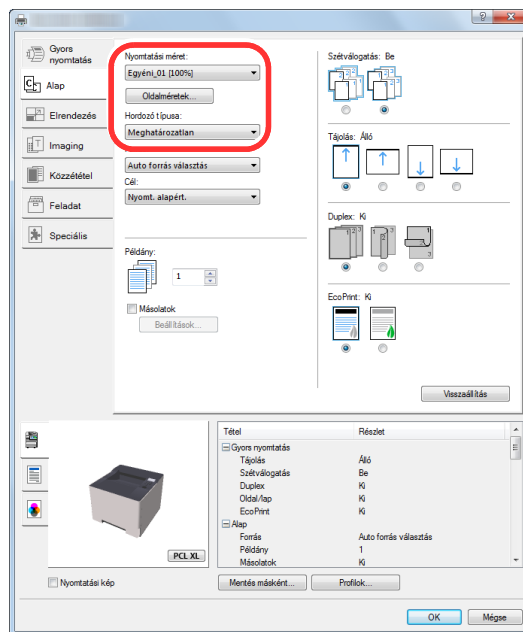 Gyors nyomtatás
Alap
Elrendezés
Imaging
Közzététel
Feladat
Speciális
Nyomtatási méret:
Egyéni_01 [100%]
Oldalméretek...
Hordozó típusa:
Meghatározatlan
Auto forrás választás
Cél:
Nyomt. alapért.
Példány:
1
Másolatok
Beállítások...
Szétválogatás: Be
Tájolás: Álló
Duplex: Ki
EcoPrint: Ki
Visszaállítás
PCL XL
Nyomtatási kép
Tétel Részlet
Gyors nyomtatás
Tájolás Álló
Szétválogatás Be
Duplex Ki
Oldal/lap Ki
EcoPrint Ki
Alap
Forrás Auto forrás választás
Példány 1
Másolatok Ki
Mentés másként... Profilok...
OK Mégse